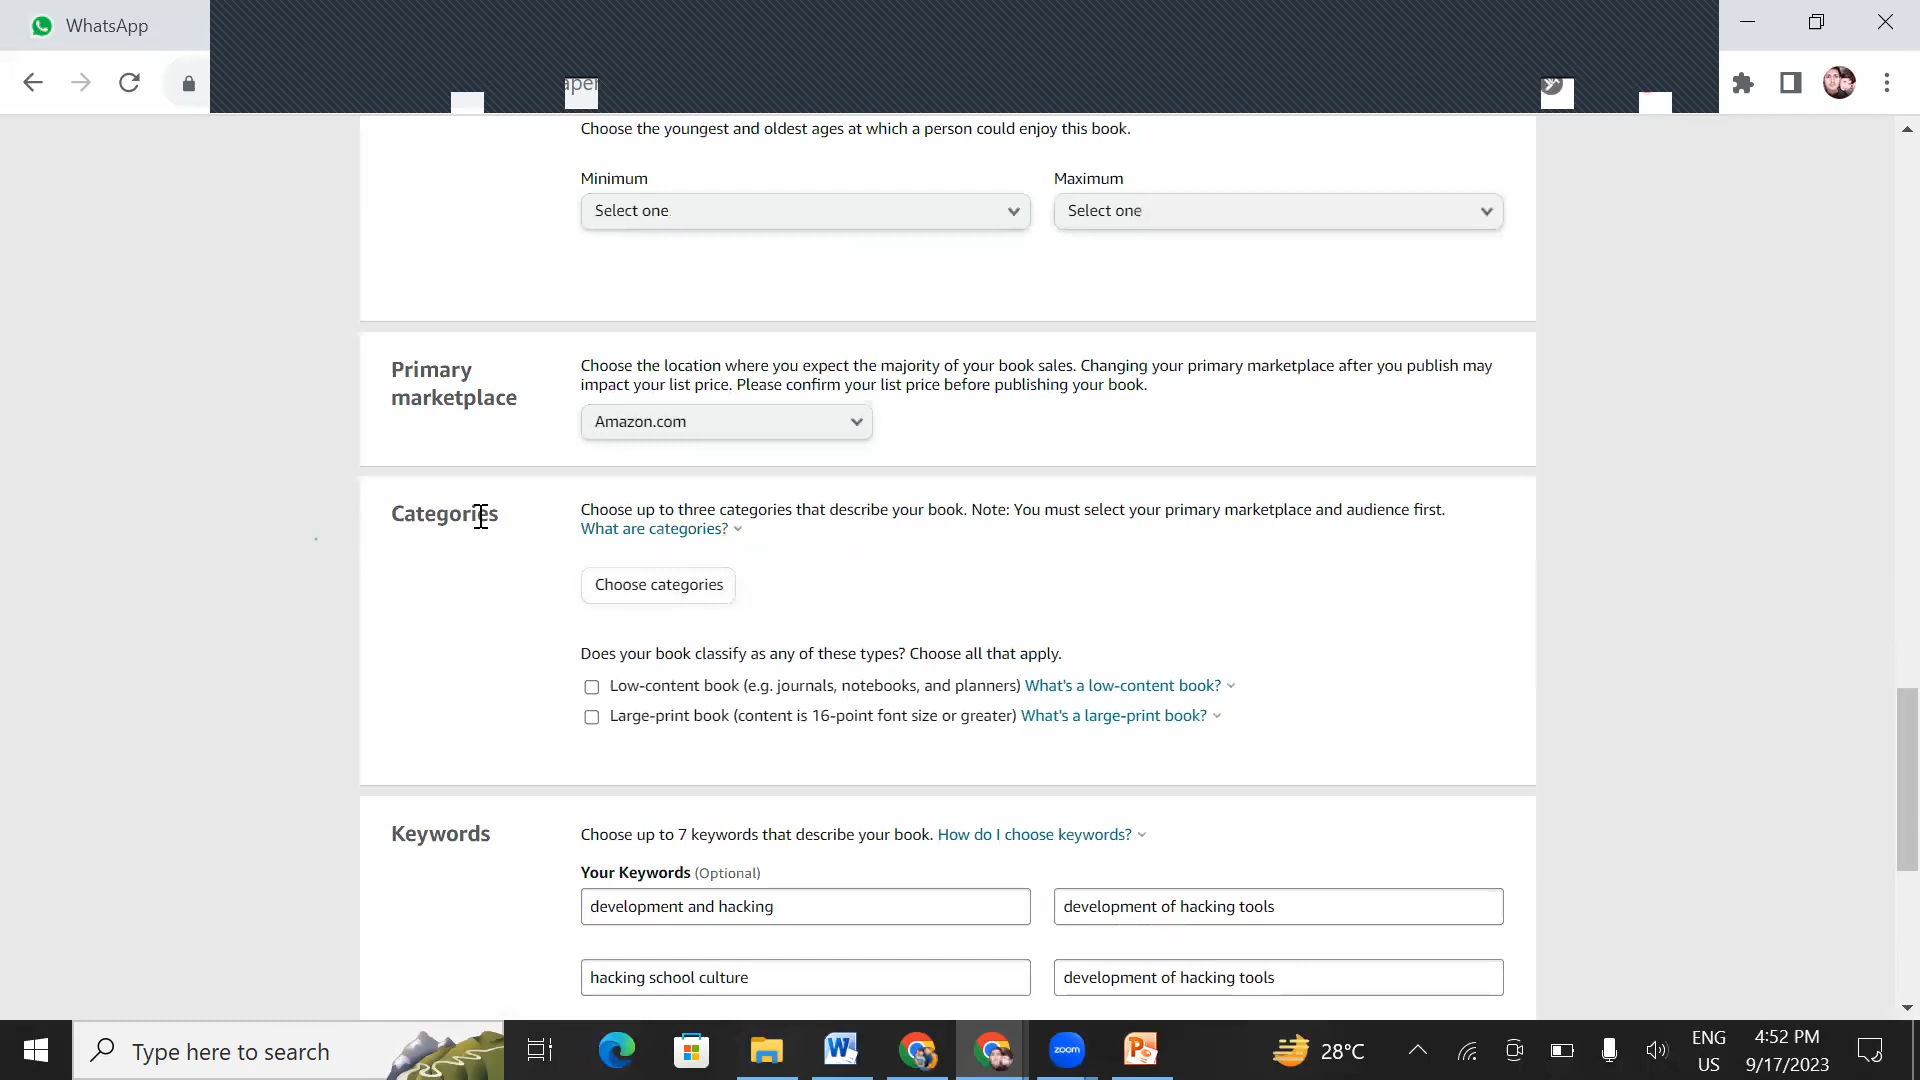 WhatsApp
aper
Choose the youngest and oldest ages at which a person could enjoy this book.
Minimum
Maximum
Select one
Select one
Primary
marketplace
Choose the location where you expect the majority of your book sales. Changing your primary marketplace after you publish may
impact your list price. Please confirm your list price before publishing your book.
Amazon.com
Categories
Choose up to three categories that describe your book. Note: You must select your primary marketplace and audience first.
What are categories?
Choose categories
Does your book classify as any of these types? Choose all that apply.
Low-content book (e.g. journals, notebooks, and planners) What's a low-content book?
Large-print book (content is 16-point font size or greater) What's a large-print book?
Keywords
Choose up to 7 keywords that describe your book. How do I choose keywords?
Your Keywords (Optional)
development and hacking
development of hacking tools
hacking school culture
development of hacking tools
Type here to search
zoom
28°C
ENG
US
4:52 PM
9/17/2023